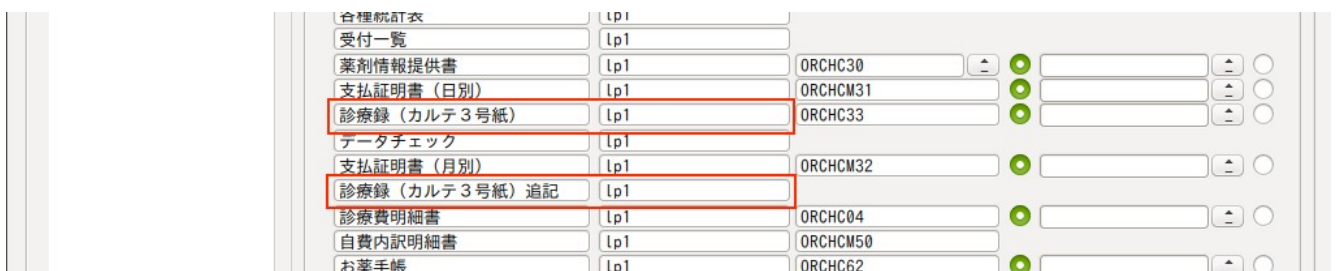 各種統計表 lp1
受付一覧 lp1
薬剤情報提供書 lp1 ORCHC30
支払証明書（日別） lp1 ORCHCM31
診療録（カルテ３号紙） lp1 ORCHC33
データチェック lp1
支払証明書（月別） lp1 ORCHCM32
診療録（カルテ３号紙）追記 lp1
診療費明細書 lp1 ORCHC04
自費内訳明細書 lp1 ORCHCM50
お薬手帳 lp1 ORCHC62